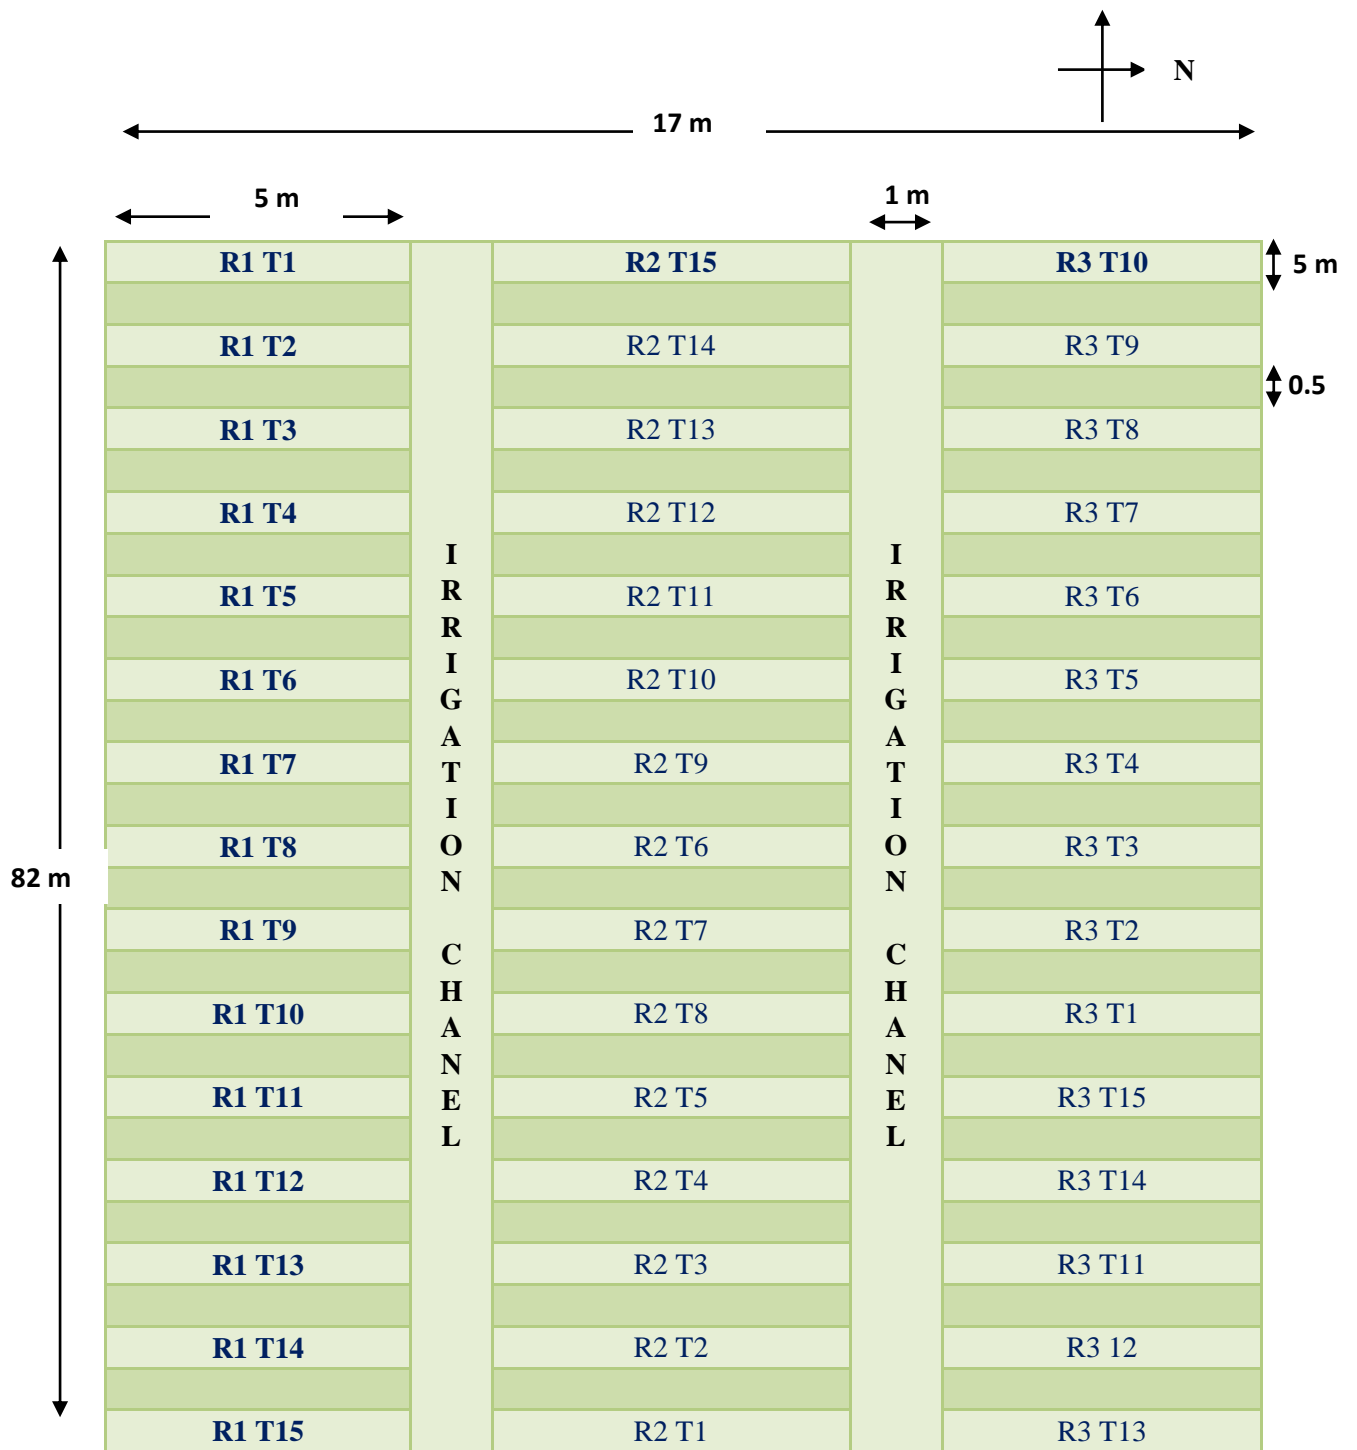 N
17 m
5 m
1 m
R1 T1 R2 T15 R3 T10
5 m
R1 T2 R2 T14 R3 T9
0.5
R1 T3 R2 T13 R3 T8
R1 T4 R2 T12 R3 T7
R1 T5 R2 T11 R3 T6
R1 T6 R2 T10 R3 T5
R1 T7 R2 T9 R3 T4
R1 T8 R2 T6 R3 T3
82 m
R1 T9 R2 T7 R3 T2
R1 T10 R2 T8 R3 T1
R1 T11 R2 T5 R3 T15
R1 T12 R2 T4 R3 T14
R1 T13 R2 T3 R3 T11
R1 T14 R2 T2 R3 12
R1 T15 R2 T1 R3 T13
IRRIGATION CHANEL
IRRIGATION CHANEL